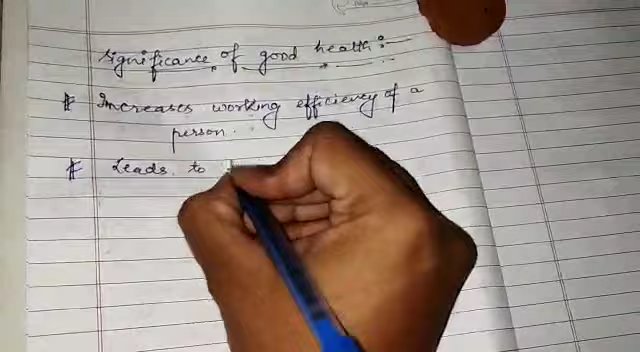 Significance of good health:-
# Increases working efficiency of a
person.
# Leads to